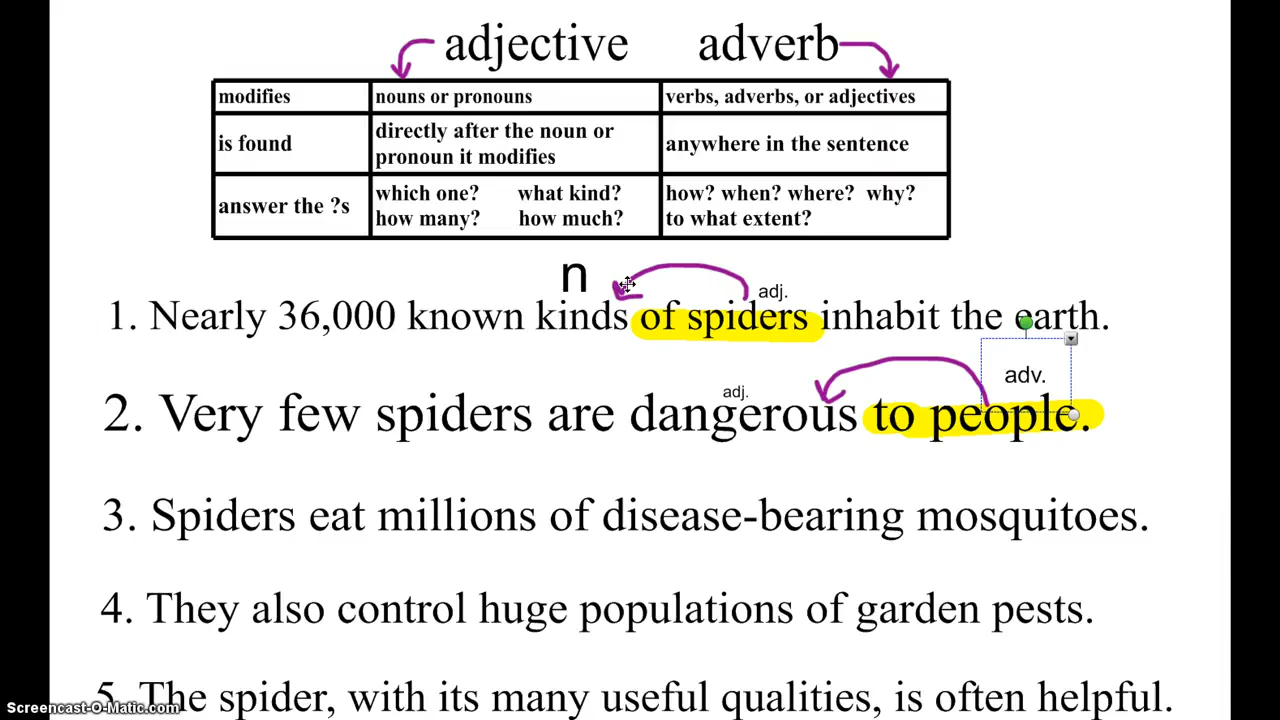 adjective adverb
modifies nouns or pronouns verbs, adverbs, or adjectives
is found directly after the noun or pronoun it modifies anywhere in the sentence
answer the ?s which one? what kind? how? when? where? why?
how many? how much? to what extent?
n
adj.
1. Nearly 36,000 known kinds of spiders inhabit the earth.
adv.
adj.
2. Very few spiders are dangerous to people.
3. Spiders eat millions of disease-bearing mosquitoes.
4. They also control huge populations of garden pests.
5. The spider, with its many useful qualities, is often helpful.
Screencast-O-Matic.com